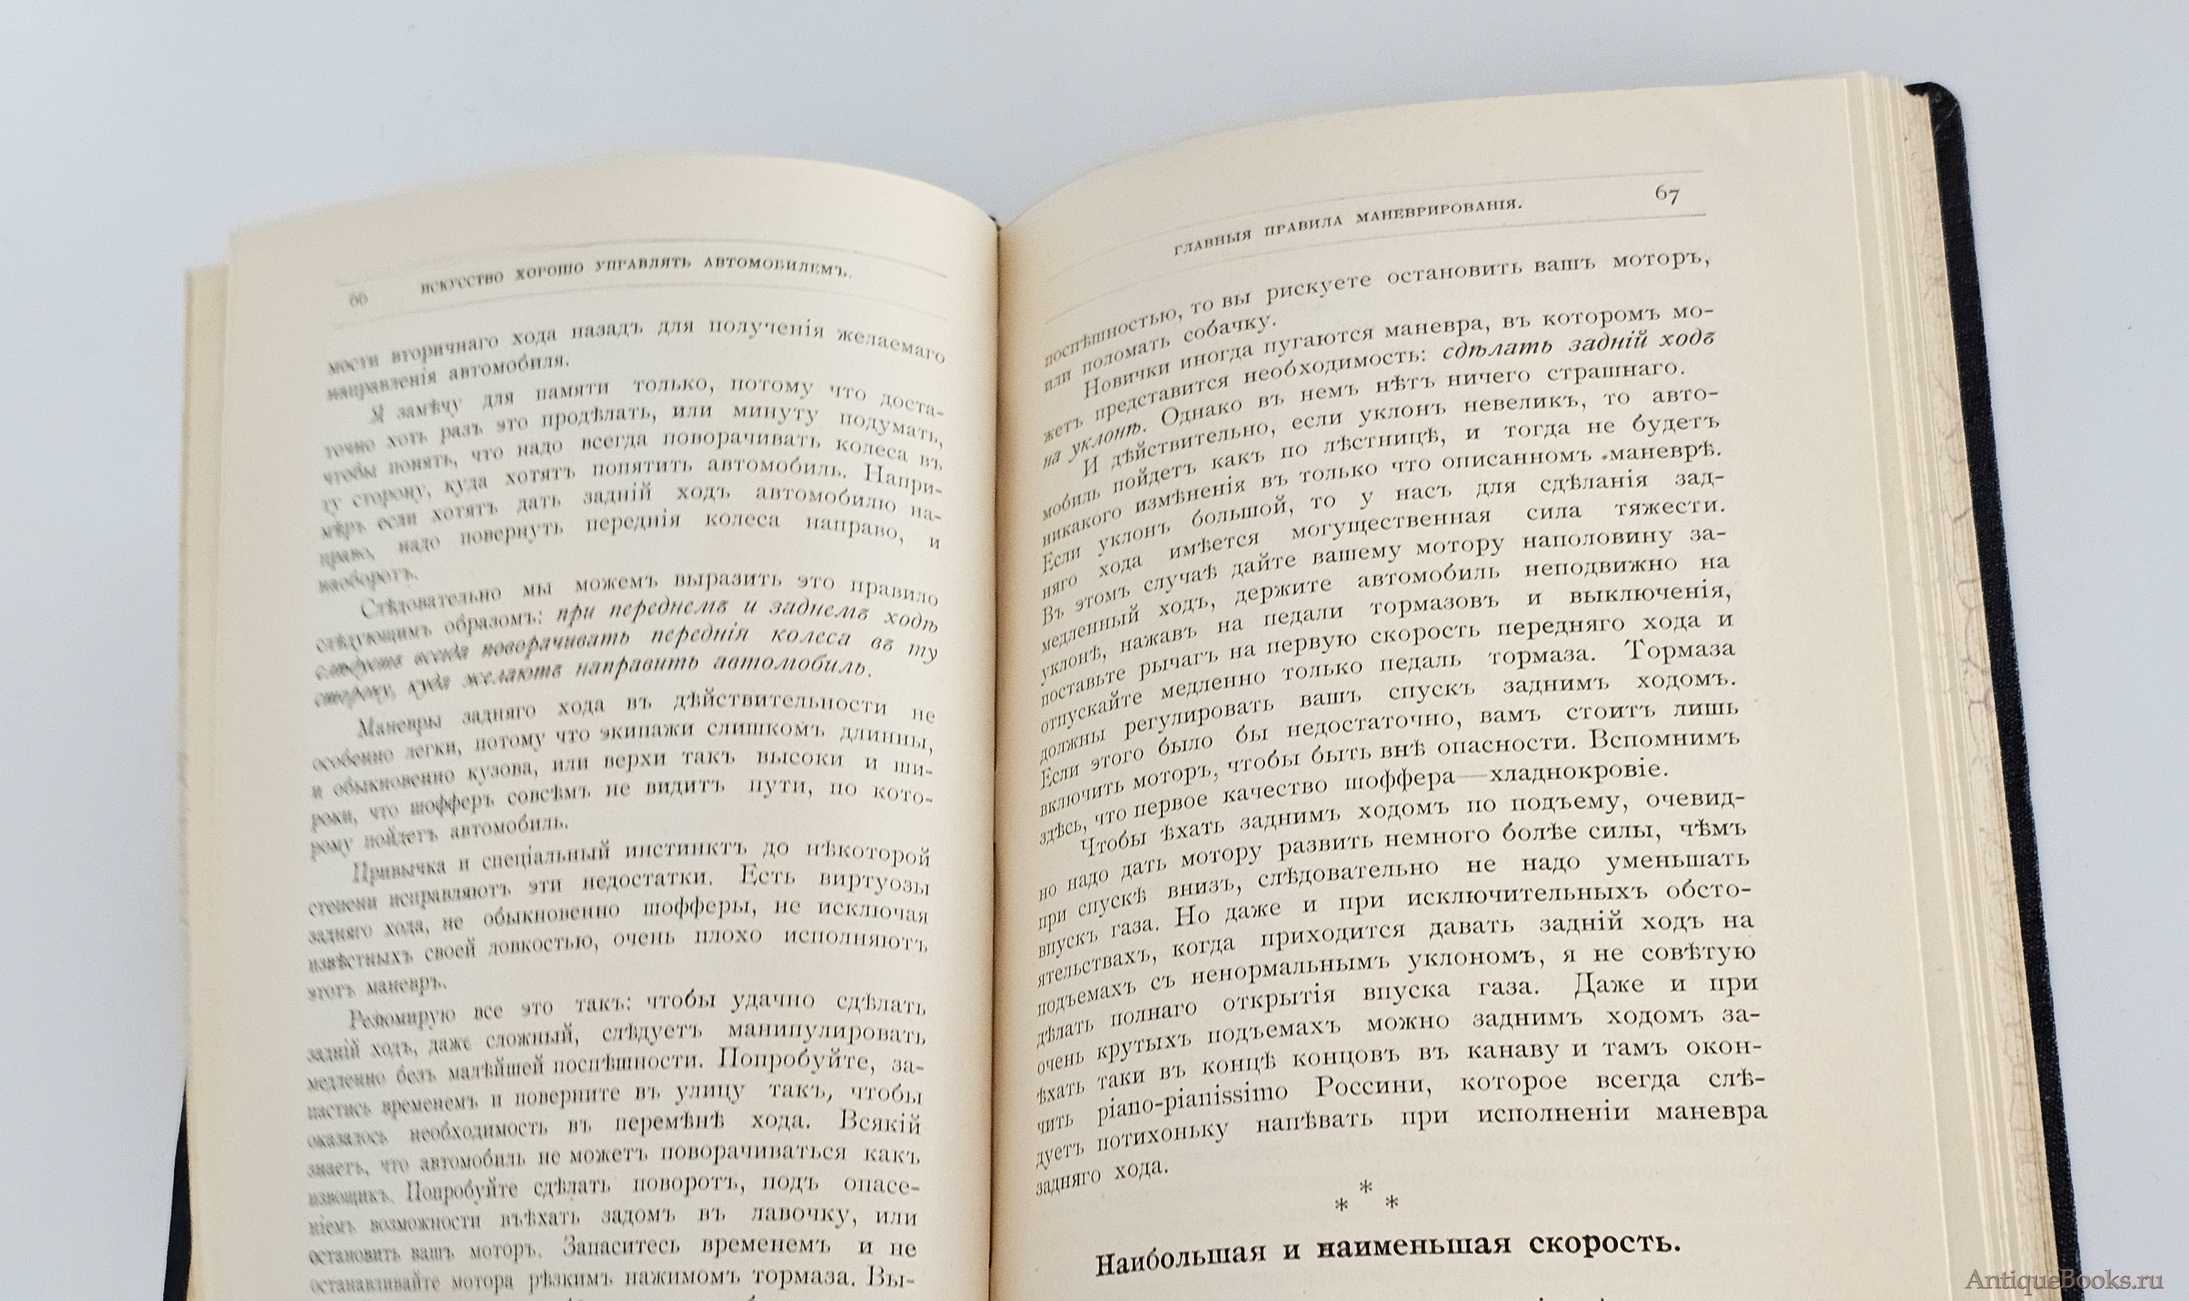 66 ИСКУССТВО ХОРОШО УПРАВЛЯТЬ АВТОМОБИЛЕМЪ.
мости вторичнаго хода назадъ для полученія желаемаго
направленія автомобиля.
Я замѣчу для памяти только, потому что доста-
точно хоть разъ это продѣлать, или минуту подумать,
чтобы понять, что надо всегда поворачивать колеса въ
ту сторону, куда хотятъ попятить автомобиль. Напри-
мѣръ если хотятъ дать задній ходъ автомобилю на-
право, надо повернуть переднія колеса направо, и
наоборотъ.
Слѣдовательно мы можемъ выразить это правило
слѣдующимъ образомъ: при переднемъ и заднемъ ходѣ
слѣдуетъ всегда поворачивать переднія колеса въ ту
сторону, куда желаютъ направить автомобиль.
Маневры задняго хода въ дѣйствительности не
особенно легки, потому что экипажи слишкомъ длинны,
и обыкновенно кузова, или верхи такъ высоки и ши-
роки, что шофферъ совсѣмъ не видитъ пути, по кото-
рому пойдетъ автомобиль.
Привычка и спеціальный инстинктъ до нѣкоторой
степени исправляютъ эти недостатки. Есть виртуозы
задняго хода, но обыкновенно шофферы, не исключая
извѣстныхъ своей ловкостью, очень плохо исполняютъ
этотъ маневръ.
Резюмирую все это такъ: чтобы удачно сдѣлать
задній ходъ, даже сложный, слѣдуетъ манипулировать
медленно безъ малѣйшей поспѣшности. Попробуйте, за-
пастись временемъ и поверните въ улицу такъ, чтобы
оказалось необходимость въ перемѣнѣ хода. Всякій
знаетъ, что автомобиль не можетъ поворачиваться какъ
извощикъ. Попробуйте сдѣлать поворотъ, подъ опасе-
ніемъ возможности въѣхать задомъ въ лавочку, или
остановить вашъ моторъ. Запаситесь временемъ и не
останавливайте мотора рѣзкимъ нажимомъ тормаза. Вы-
ГЛАВНЫЯ ПРАВИЛА МАНЕВРИРОВАНІЯ. 67
поспѣшностью, то вы рискуете остановить вашъ моторъ,
или поломать собачку.
Новички иногда пугаются маневра, въ которомъ мо-
жетъ представится необходимость: сдѣлать задній ходъ
на уклонѣ. Однако въ немъ нѣтъ ничего страшнаго.
И дѣйствительно, если уклонъ невеликъ, то авто-
мобиль пойдетъ какъ по лѣстницѣ, и тогда не будетъ
никакого измѣненія въ только что описанномъ маневрѣ.
Если уклонъ большой, то у насъ для сдѣланія зад-
няго хода имѣется могущественная сила тяжести.
Въ этомъ случаѣ дайте вашему мотору наполовину за-
медленный ходъ, держите автомобиль неподвижно на
уклонѣ, нажавъ на педали тормазовъ и выключенія,
поставьте рычагъ на первую скорость передняго хода и
отпускайте медленно только педаль тормаза. Тормаза
должны регулировать вашъ спускъ заднимъ ходомъ.
Если этого было бы недостаточно, вамъ стоитъ лишь
включить моторъ, чтобы быть внѣ опасности. Вспомнимъ
здѣсь, что первое качество шоффера—хладнокровіе.
Чтобы ѣхать заднимъ ходомъ по подъему, очевид-
но надо дать мотору развить немного болѣе силы, чѣмъ
при спускѣ внизъ, слѣдовательно не надо уменьшать
впускъ газа. Но даже и при исключительныхъ обсто-
ятельствахъ, когда приходится давать задній ходъ на
подъемахъ съ ненормальнымъ уклономъ, я не совѣтую
дѣлать полнаго открытія впуска газа. Даже и при
очень крутыхъ подъемахъ можно заднимъ ходомъ за-
ѣхать таки въ концѣ концовъ въ канаву и тамъ окон-
чить piano-pianissimo Россини, которое всегда слѣ-
дуетъ потихоньку напѣвать при исполненіи маневра
задняго хода.
* * *
Наибольшая и наименьшая скорость.
AntiqueBooks.ru